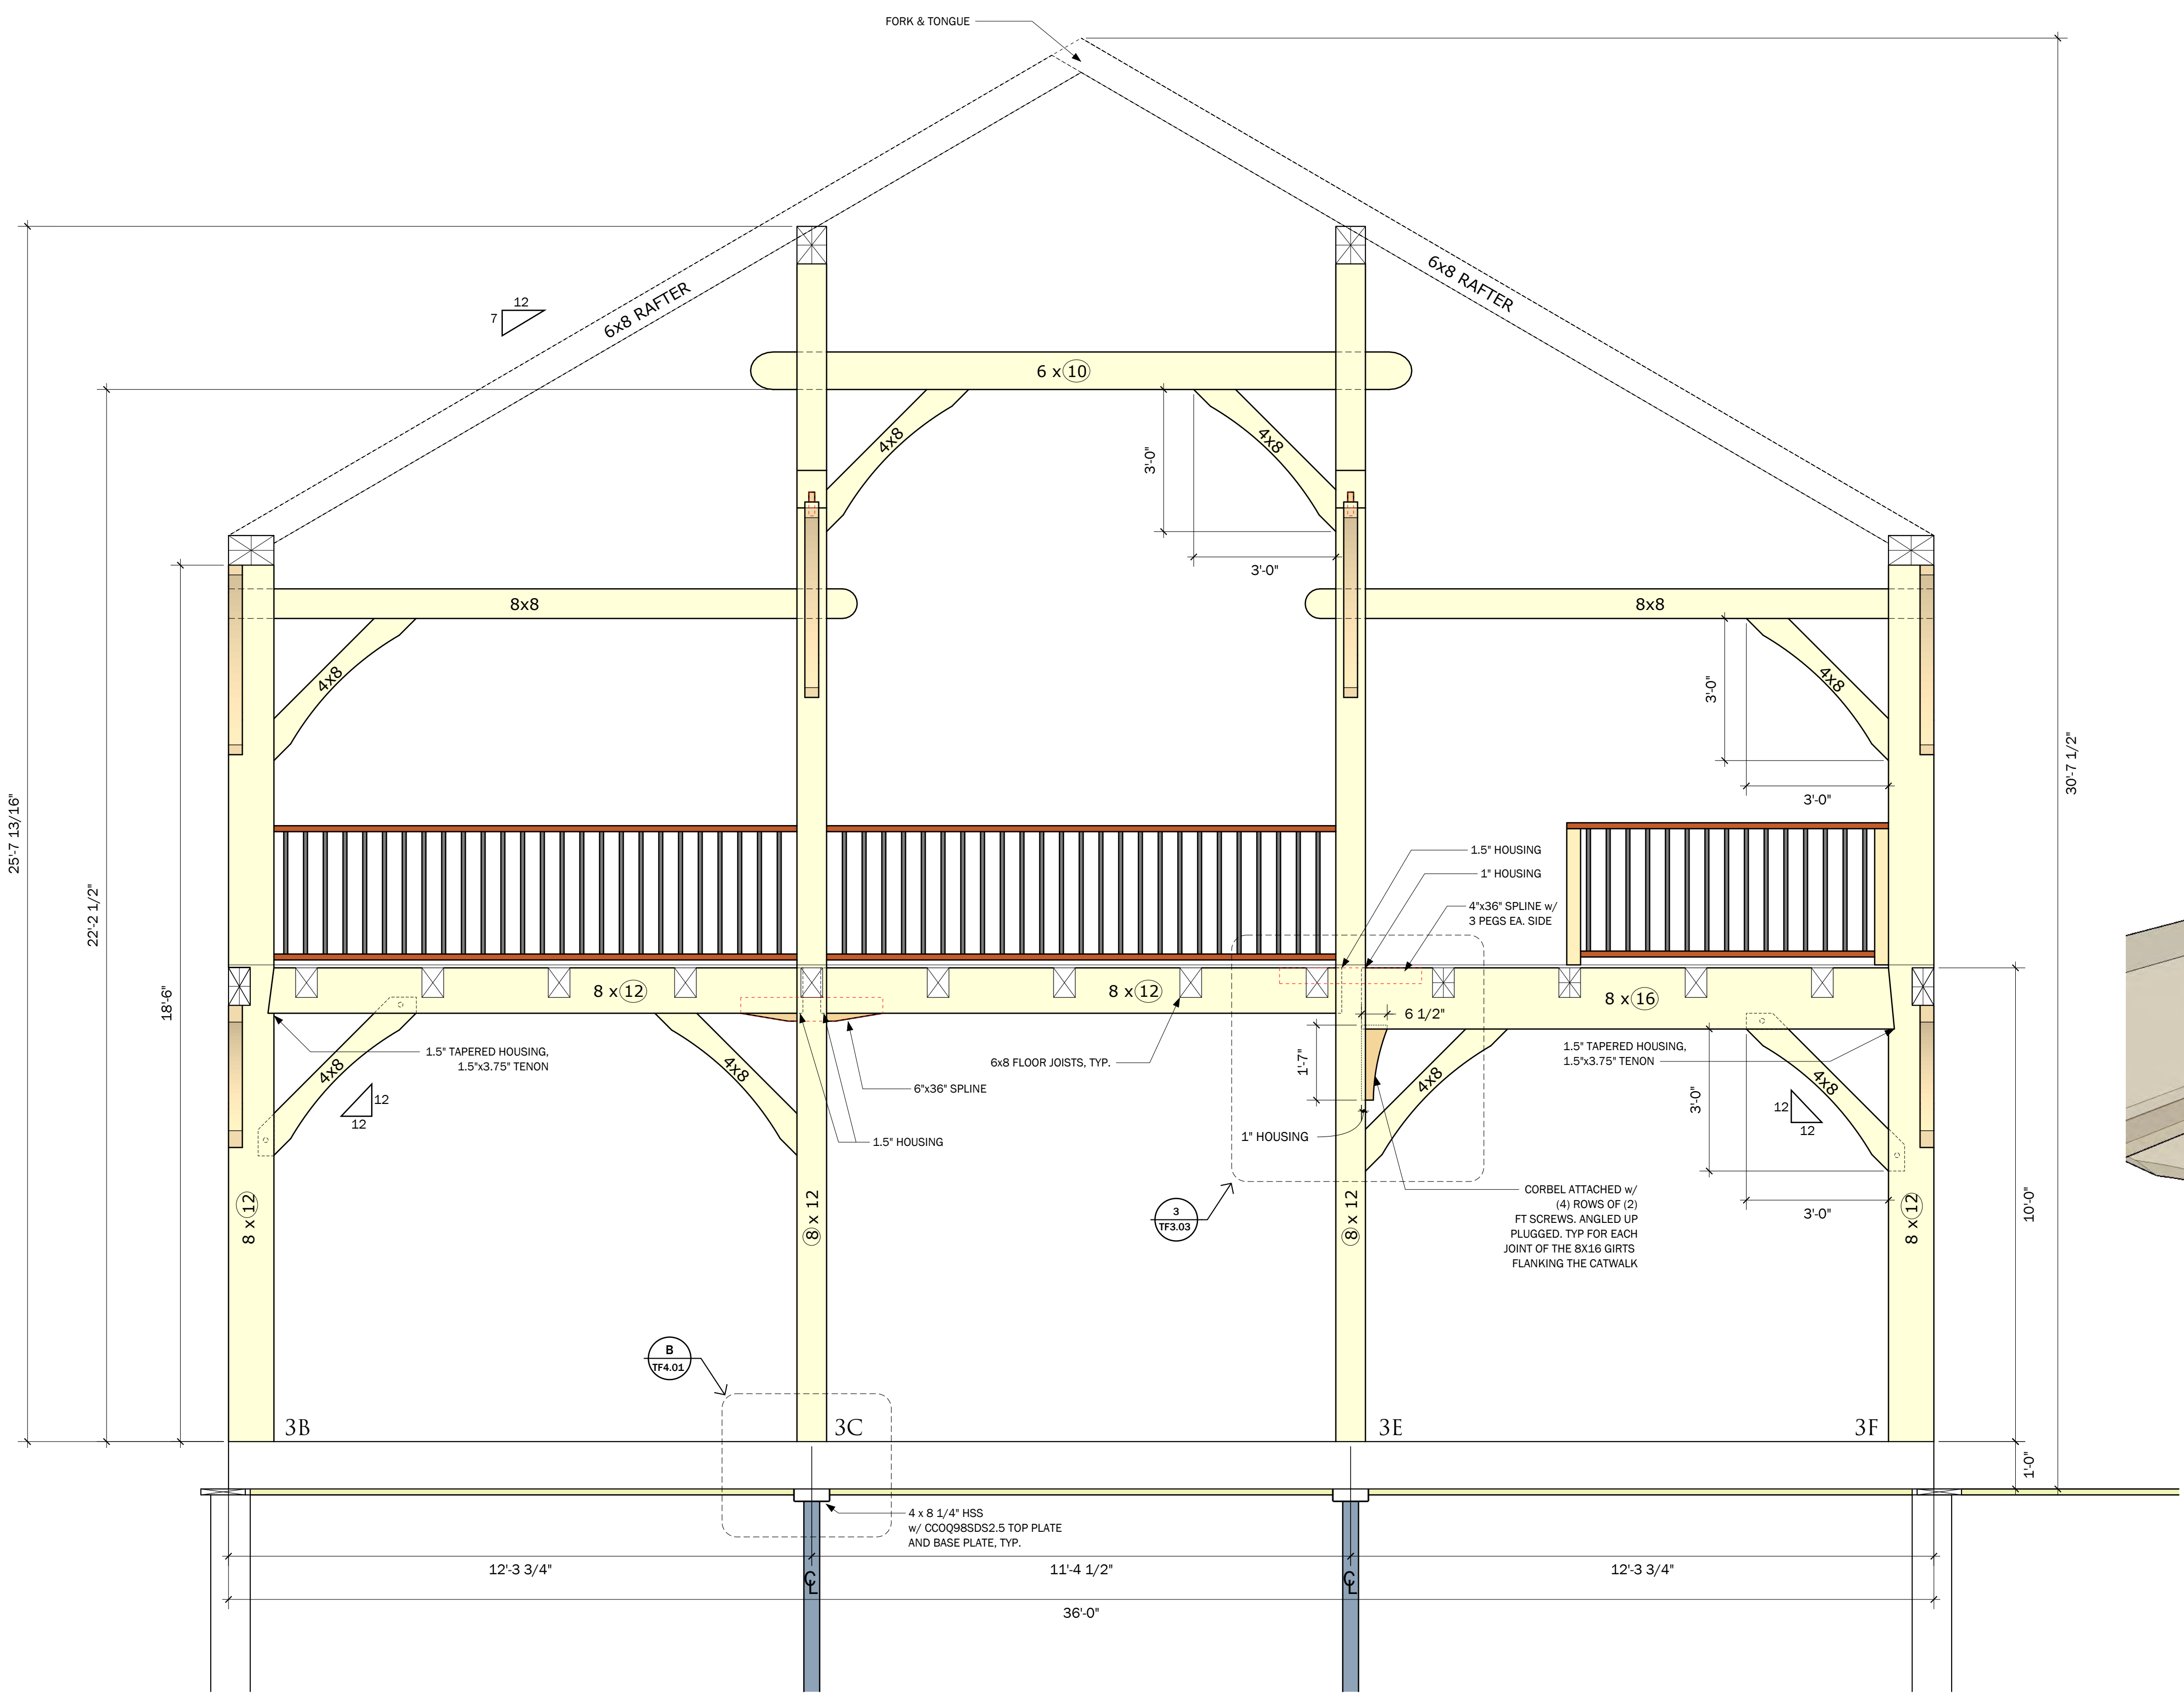 FORK & TONGUE
6x8 RAFTER
6x8 RAFTER
12
7
6 x 10
4x8
4x8
3'-0"
3'-0"
8x8
8x8
4x8
4x8
3'-0"
3'-0"
25'-7 13/16"
22'-2 1/2"
18'-6"
30'-7 1/2"
1.5" HOUSING
1" HOUSING
4"x36" SPLINE w/
3 PEGS EA. SIDE
8 x 12
8 x 12
8 x 16
6 1/2"
1'-7"
1.5" TAPERED HOUSING,
1.5"x3.75" TENON
4x8
4x8
6x8 FLOOR JOISTS, TYP.
6"x36" SPLINE
1.5" HOUSING
1" HOUSING
4x8
1.5" TAPERED HOUSING,
1.5"x3.75" TENON
4x8
3'-0"
3'-0"
12
12
12
12
CORBEL ATTACHED w/
(4) ROWS OF (2)
FT SCREWS. ANGLED UP
PLUGGED. TYP FOR EACH
JOINT OF THE 8X16 GIRTS
FLANKING THE CATWALK
8 x 12
8 x 12
8 x 12
8 x 12
10'-0"
3
TF3.03
B
TF4.01
3B
3C
3E
3F
1'-0"
4 x 8 1/4" HSS
w/ CCOQ98SDS2.5 TOP PLATE
AND BASE PLATE, TYP.
CL
CL
12'-3 3/4"
11'-4 1/2"
12'-3 3/4"
36'-0"